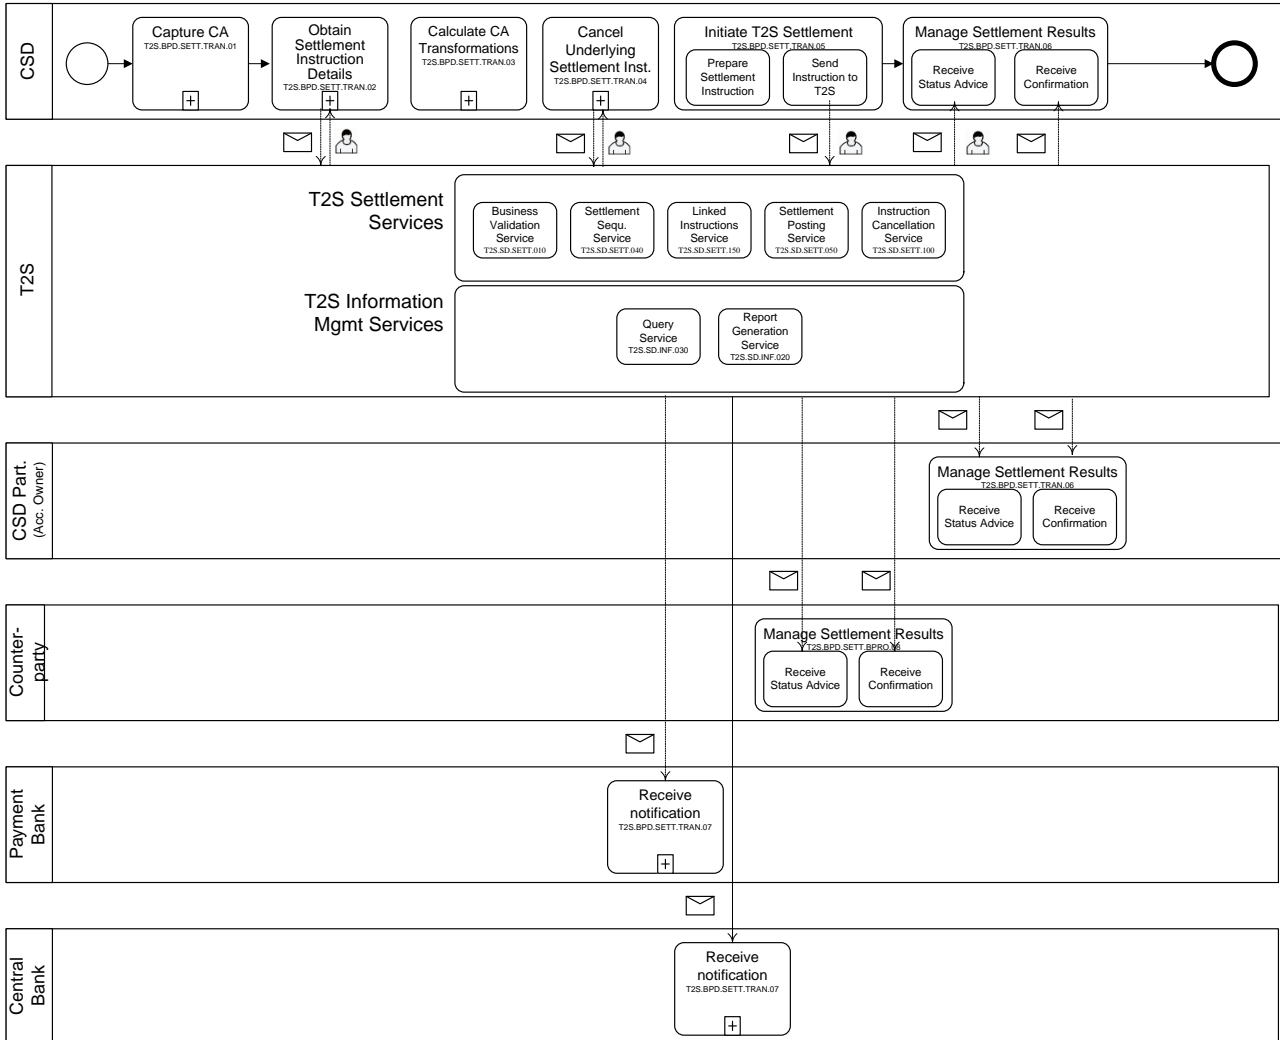 CSD
Capture CA
T2S.BPD.SETT.TRAN.01
Obtain
Settlement
Instruction
Details
T2S.BPD.SETT.TRAN.02
Calculate CA
Transformations
T2S.BPD.SETT.TRAN.03
Cancel
Underlying
Settlement Inst.
T2S.BPD.SETT.TRAN.04
Initiate T2S Settlement
T2S.BPD.SETT.TRAN.05
Prepare
Settlement
Instruction
Send
Instruction to
T2S
Manage Settlement Results
T2S.BPD.SETT.TRAN.06
Receive
Status Advice
Receive
Confirmation
T2S
T2S Settlement
Services
Business
Validation
Service
T2S.SD.SETT.010
Settlement
Sequ.
Service
T2S.SD.SETT.040
Linked
Instructions
Service
T2S.SD.SETT.150
Settlement
Posting
Service
T2S.SD.SETT.050
Instruction
Cancellation
Service
T2S.SD.SETT.100
T2S Information
Mgmt Services
Query
Service
T2S.SD.INF.030
Report
Generation
Service
T2S.SD.INF.020
CSD Part.
(Acc. Owner)
Manage Settlement Results
T2S.BPD.SETT.TRAN.06
Receive
Status Advice
Receive
Confirmation
Counter-
party
Manage Settlement Results
Receive
Status Advice
Receive
Confirmation
Payment
Bank
Receive
notification
T2S.BPD.SETT.TRAN.07
Central
Bank
Receive
notification
T2S.BPD.SETT.TRAN.07